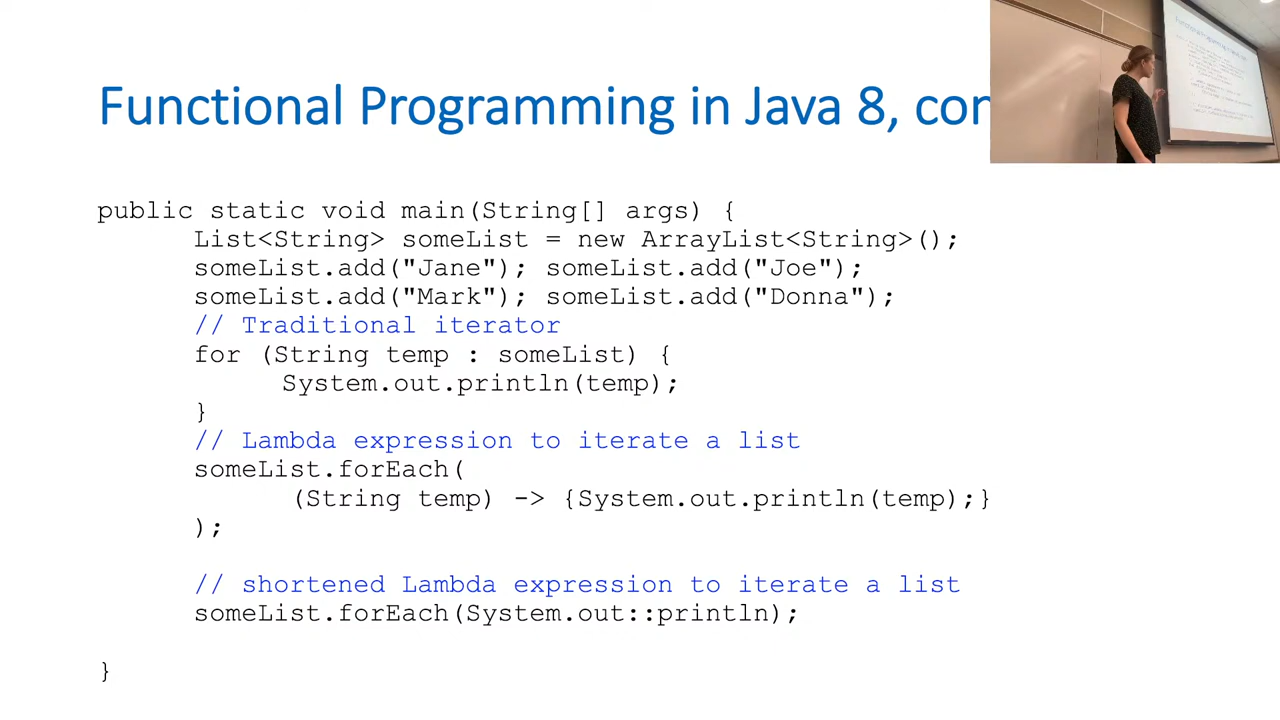 Functional Programming in Java 8, con
public static void main(String[] args) {
List<String> someList = new ArrayList<String>();
someList.add("Jane"); someList.add("Joe");
someList.add("Mark"); someList.add("Donna");
// Traditional iterator
for (String temp : someList) {
System.out.println(temp);
}
// Lambda expression to iterate a list
someList.forEach(
(String temp) -> {System.out.println(temp);}
);
// shortened Lambda expression to iterate a list
someList.forEach(System.out::println);
}